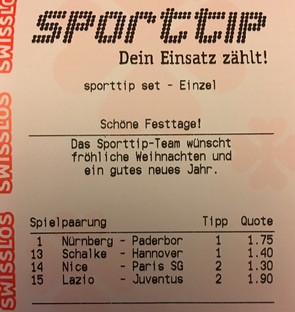 sporttip
Dein Einsatz zählt!
sporttip set - Einzel
Schöne Festtage!
Das Sporttip-Team wünscht
fröhliche Weihnachten und
ein gutes neues Jahr.
Spielpaarung Tipp Quote
1 Nürnberg - Paderbor 1 1.75
13 Schalke - Hannover 1 1.40
14 Nice - Paris SG 2 1.30
15 Lazio - Juventus 2 1.90
SWISSLOS
SWISSLOS
SWISSLOS